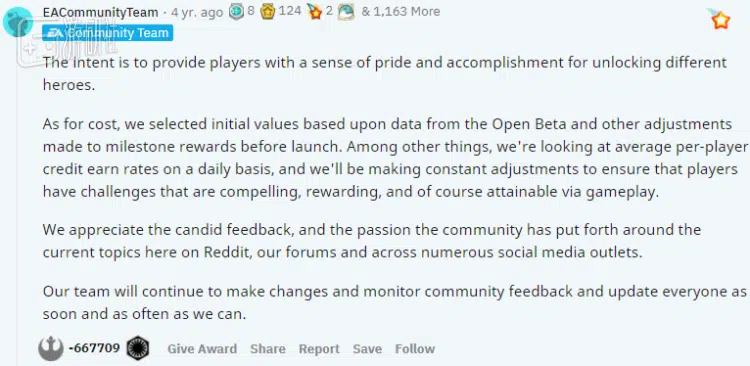 EACommunityTeam · 4 yr. ago 8 124 2 & 1,163 More
EA Community Team
The intent is to provide players with a sense of pride and accomplishment for unlocking different
heroes.
As for cost, we selected initial values based upon data from the Open Beta and other adjustments
made to milestone rewards before launch. Among other things, we're looking at average per-player
credit earn rates on a daily basis, and we'll be making constant adjustments to ensure that players
have challenges that are compelling, rewarding, and of course attainable via gameplay.
We appreciate the candid feedback, and the passion the community has put forth around the
current topics here on Reddit, our forums and across numerous social media outlets.
Our team will continue to make changes and monitor community feedback and update everyone as
soon and as often as we can.
-667709 Give Award Share Report Save Follow